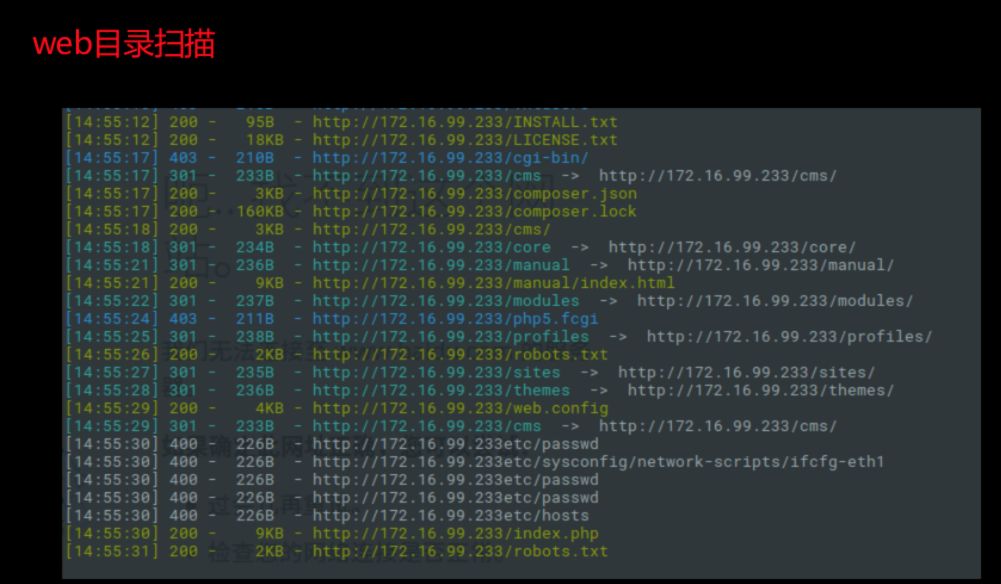 web目录扫描
[14:55:12] 200 -    95B  - http://172.16.99.233/INSTALL.txt
[14:55:12] 200 -    18KB - http://172.16.99.233/LICENSE.txt
[14:55:17] 403 -   210B  - http://172.16.99.233/cgi-bin/
[14:55:17] 301 -   233B  - http://172.16.99.233/cms  ->  http://172.16.99.233/cms/
[14:55:17] 200 -     3KB - http://172.16.99.233/composer.json
[14:55:17] 200 -   160KB - http://172.16.99.233/composer.lock
[14:55:18] 200 -     3KB - http://172.16.99.233/cms/
[14:55:18] 301 -   234B  - http://172.16.99.233/core  ->  http://172.16.99.233/core/
[14:55:21] 301 -   236B  - http://172.16.99.233/manual  ->  http://172.16.99.233/manual/
[14:55:21] 200 -     9KB - http://172.16.99.233/manual/index.html
[14:55:22] 301 -   237B  - http://172.16.99.233/modules  ->  http://172.16.99.233/modules/
[14:55:24] 403 -   211B  - http://172.16.99.233/php5.fcgi
[14:55:25] 301 -   238B  - http://172.16.99.233/profiles  ->  http://172.16.99.233/profiles/
[14:55:26] 200 -     2KB - http://172.16.99.233/robots.txt
[14:55:27] 301 -   235B  - http://172.16.99.233/sites  ->  http://172.16.99.233/sites/
[14:55:28] 301 -   236B  - http://172.16.99.233/themes  ->  http://172.16.99.233/themes/
[14:55:29] 200 -     4KB - http://172.16.99.233/web.config
[14:55:29] 301 -   233B  - http://172.16.99.233/cms  ->  http://172.16.99.233/cms/
[14:55:30] 400 -   226B  - http://172.16.99.233etc/passwd
[14:55:30] 400 -   226B  - http://172.16.99.233etc/sysconfig/network-scripts/ifcfg-eth1
[14:55:30] 400 -   226B  - http://172.16.99.233etc/passwd
[14:55:30] 400 -   226B  - http://172.16.99.233etc/passwd
[14:55:30] 400 -   226B  - http://172.16.99.233etc/hosts
[14:55:30] 200 -     9KB - http://172.16.99.233/index.php
[14:55:31] 200 -     2KB - http://172.16.99.233/robots.txt